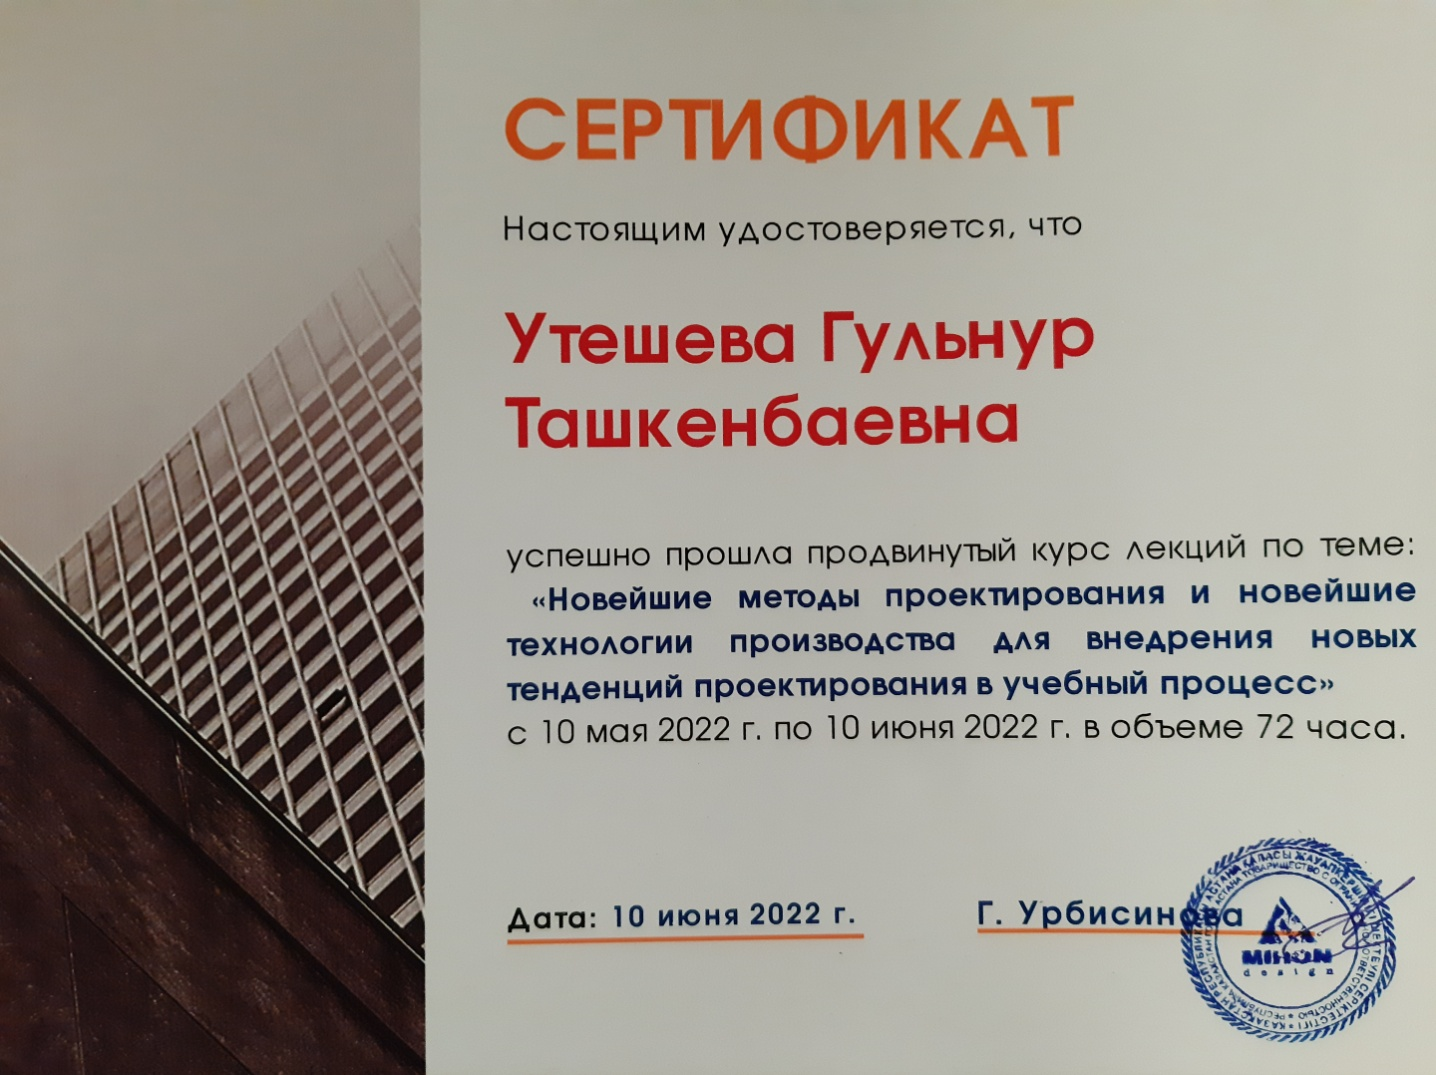 СЕРТИФИКАТ
Настоящим удостоверяется, что
Утешева Гульнур
Ташкенбаевна
успешно прошла продвинутый курс лекций по теме:
«Новейшие методы проектирования и новейшие
технологии производства для внедрения новых
тенденций проектирования в учебный процесс»
с 10 мая 2022 г. по 10 июня 2022 г. в объеме 72 часа.
Дата: 10 июня 2022 г.
Г. Урбисинова
MIHON
design